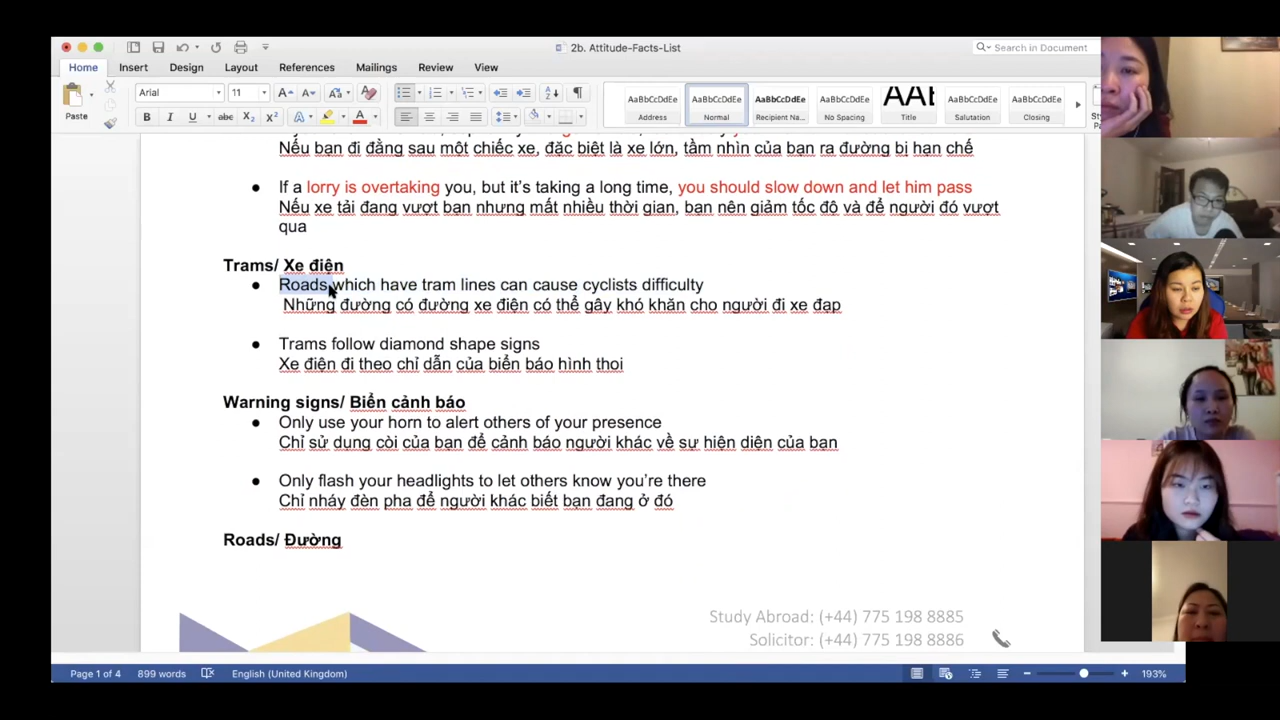 2b. Attitude-Facts-List
Search in Document
Home Insert Design Layout References Mailings Review View
Paste
Arial 11
AaBbCcDdEe AaBbCcDdEe AaBbCcDdEe AaBbCcDdEe AaBbCcDdEe AaBbCcDdEe
Address Normal Recipient Na... No Spacing Title Salutation Closing
Nếu bạn đi đằng sau một chiếc xe, đặc biệt là xe lớn, tầm nhìn của bạn ra đường bị hạn chế
● If a lorry is overtaking you, but it’s taking a long time, you should slow down and let him pass
Nếu xe tải đang vượt bạn nhưng mất nhiều thời gian, bạn nên giảm tốc độ và để người đó vượt
qua
Trams/ Xe điện
● Roads which have tram lines can cause cyclists difficulty
Những đường có đường xe điện có thể gây khó khăn cho người đi xe đạp
● Trams follow diamond shape signs
Xe điện đi theo chỉ dẫn của biển báo hình thoi
Warning signs/ Biển cảnh báo
● Only use your horn to alert others of your presence
Chỉ sử dụng còi của bạn để cảnh báo người khác về sự hiện diện của bạn
● Only flash your headlights to let others know you’re there
Chỉ nháy đèn pha để người khác biết bạn đang ở đó
Roads/ Đường
Study Abroad: (+44) 775 198 8885
Solicitor: (+44) 775 198 8886
Page 1 of 4 899 words English (United Kingdom) 193%